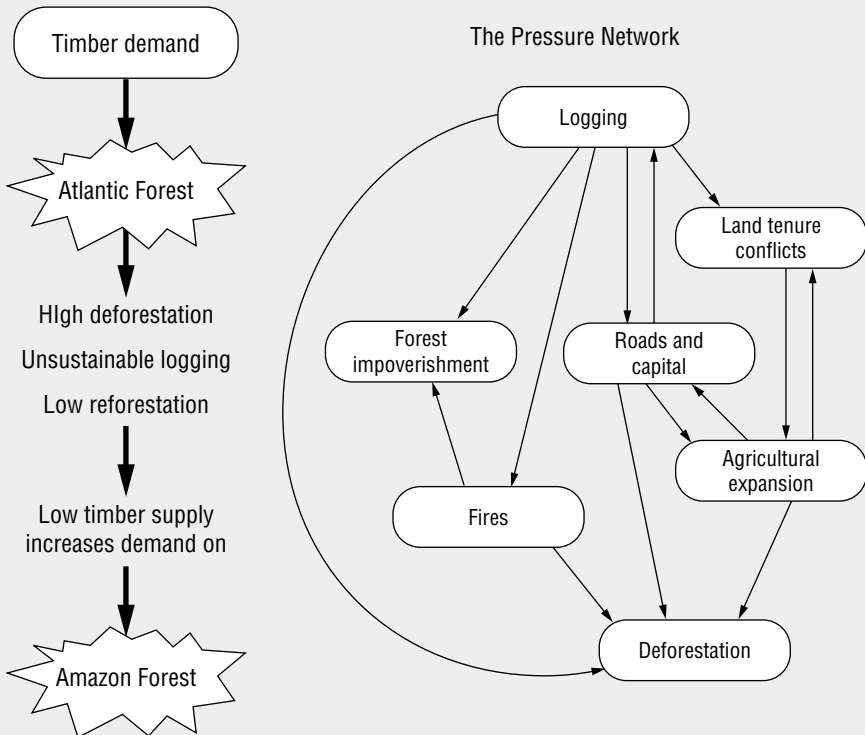 Timber demand
Atlantic Forest
HIgh deforestation
Unsustainable logging
Low reforestation
Low timber supply
increases demand on
Amazon Forest
The Pressure Network
Logging
Land tenure
conflicts
Forest
impoverishment
Roads and
capital
Agricultural
expansion
Fires
Deforestation